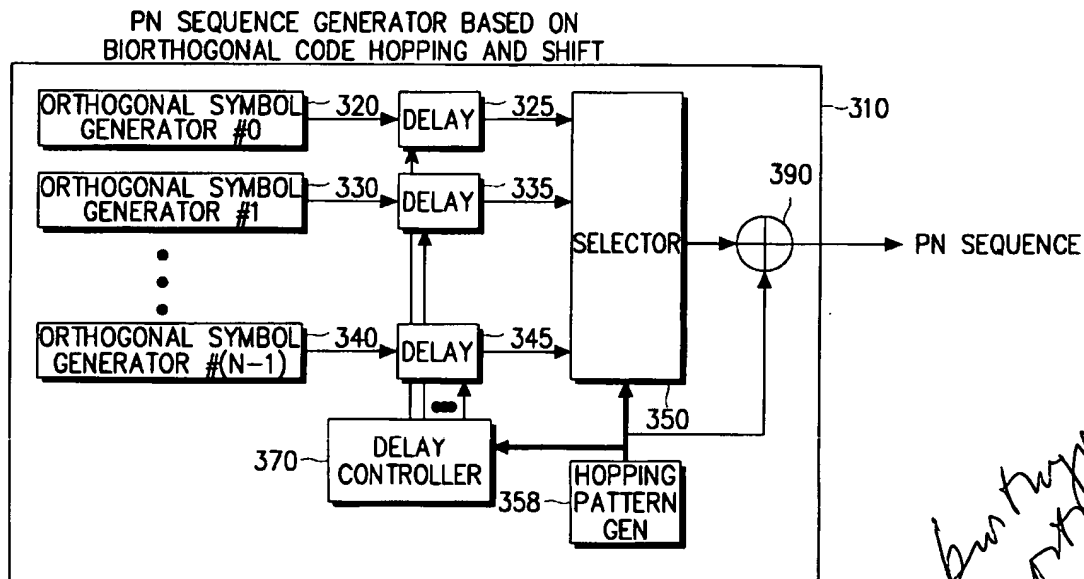 PN SEQUENCE GENERATOR BASED ON
BIORTHOGONAL CODE HOPPING AND SHIFT
310
ORTHOGONAL SYMBOL
GENERATOR #0
320
DELAY
325
ORTHOGONAL SYMBOL
GENERATOR #1
330
DELAY
335
SELECTOR
390
PN SEQUENCE
ORTHOGONAL SYMBOL
GENERATOR #(N-1)
340
DELAY
345
350
370
DELAY
CONTROLLER
358
HOPPING
PATTERN
GEN